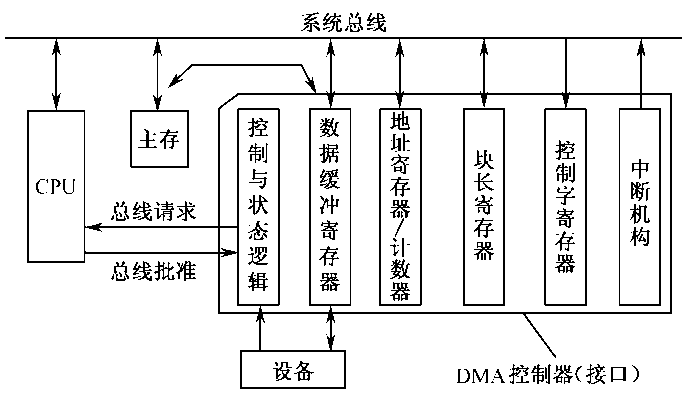 系统总线
CPU
主存
总线请求
总线批准
控制与状态逻辑
数据缓冲寄存器
地址寄存器/计数器
块长寄存器
控制字寄存器
中断机构
设备
DMA控制器(接口)